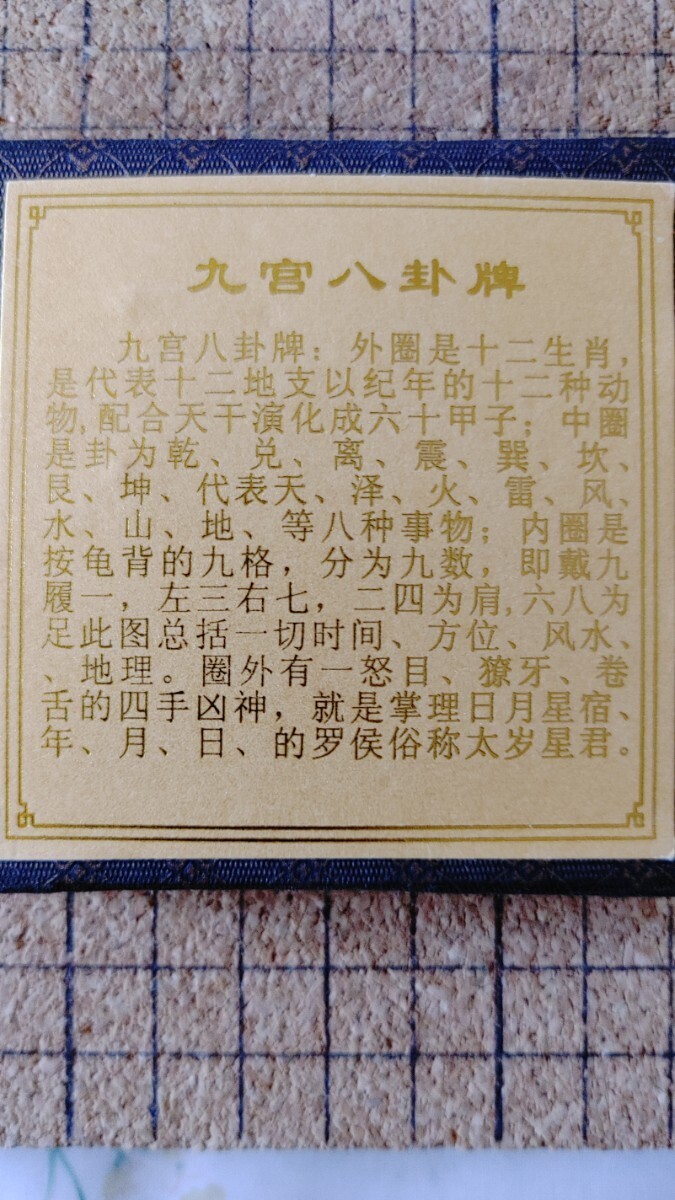 九宫八卦牌
九宫八卦牌：外圈是十二生肖，
是代表十二地支以纪年的十二种动
物,配合天干演化成六十甲子；中圈
是卦为乾、兑、离、震、巽、坎、
艮、坤、代表天、泽、火、雷、风、
水、山、地、等八种事物；内圈是
按龟背的九格，分为九数，即戴九
履一，左三右七，二四为肩,六八为
足此图总括一切时间、方位、风水、
、地理。圈外有一怒目、獠牙、卷
舌的四手凶神，就是掌理日月星宿、
年、月、日、的罗侯俗称太岁星君。